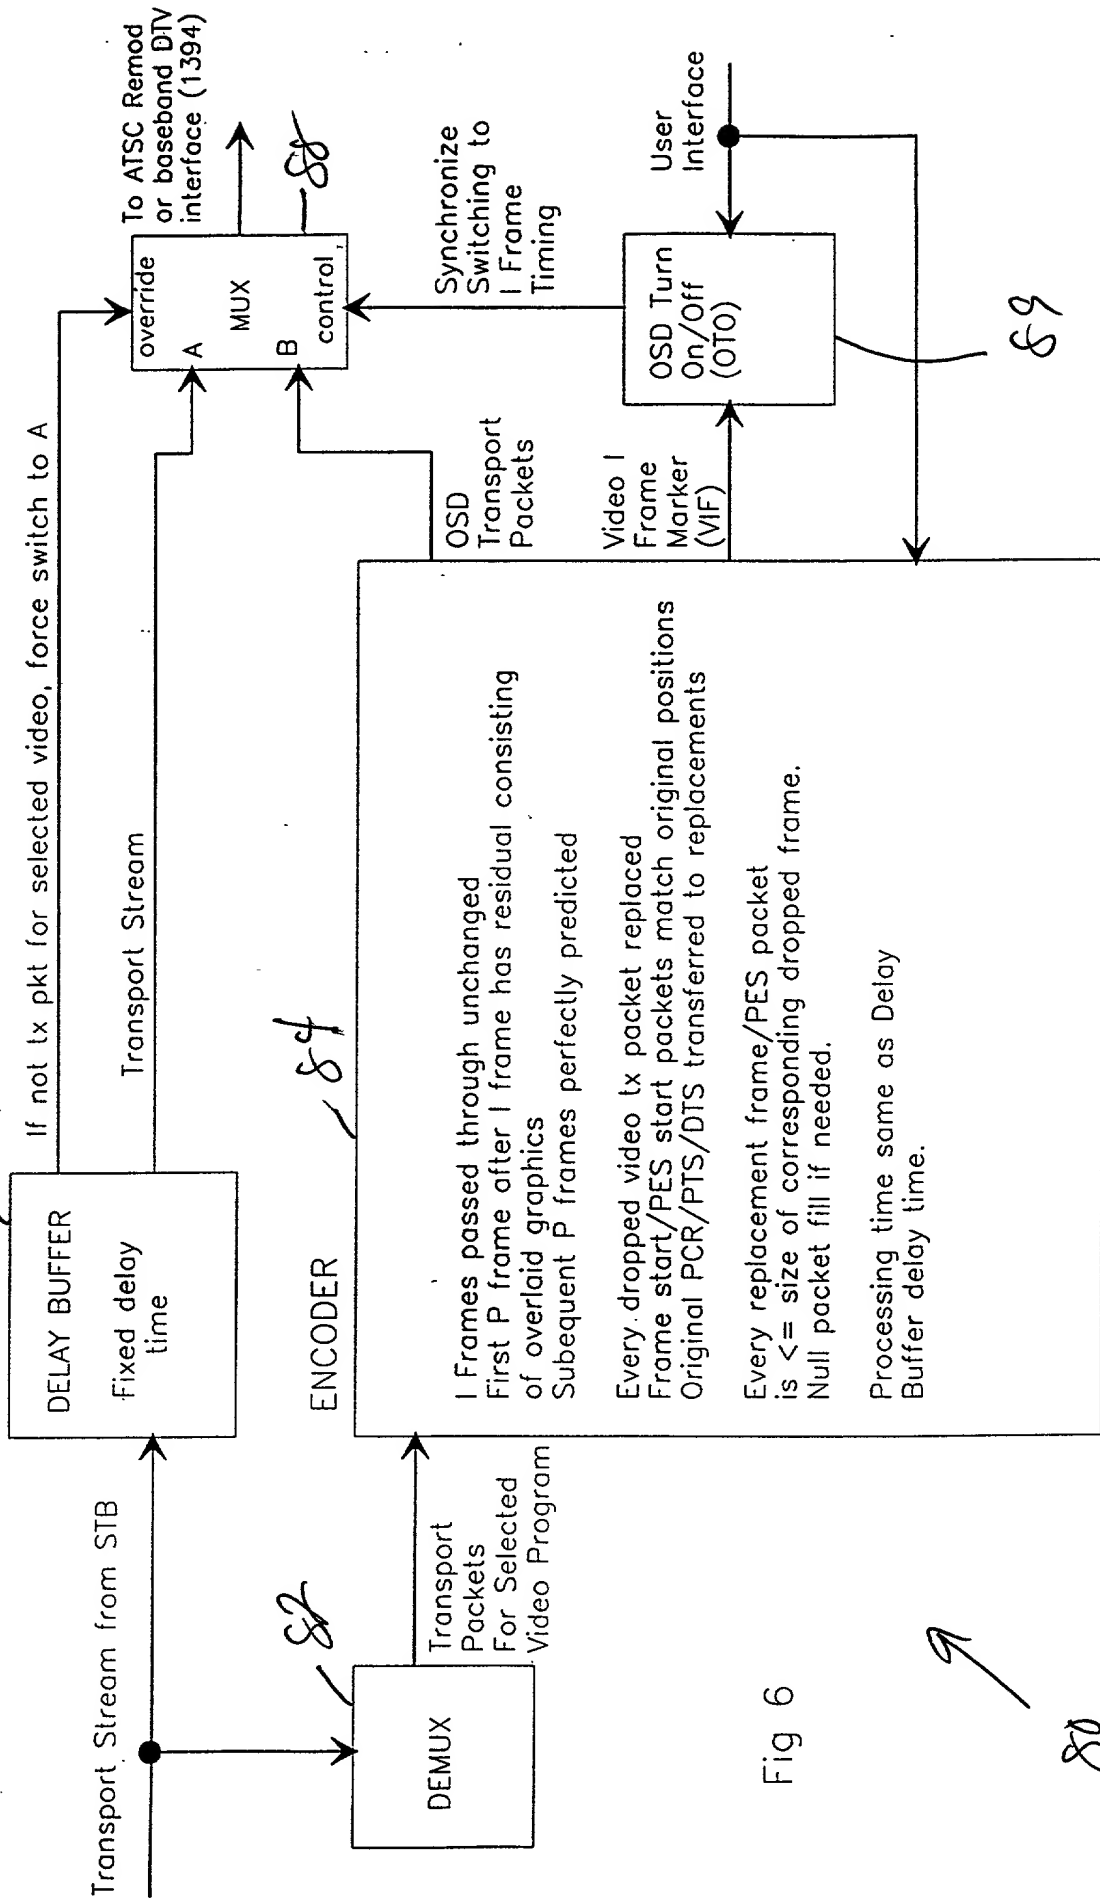 Transport Stream from STB
DELAY BUFFER
Fixed delay
time
If not tx pkt for selected video, force switch to A
Transport Stream
override
A
MUX
B
control
To ATSC Remod
or baseband DTV
interface (1394)
88
82
DEMUX
Transport
Packets
For Selected
Video Program
ENCODER
84
I Frames passed through unchanged
First P frame after I frame has residual consisting
of overlaid graphics
Subequent P frames perfectly predicted
Every dropped video tx packet replaced
Frame start/PES start packets match original positions
Original PCR/PTS/DTS transferred to replacements
Every replacement frame/PES packet
is <= size of corresponding dropped frame.
Null packet fill if needed.
Processing time same as Delay
Buffer delay time.
OSD
Transport
Packets
Video I
Frame
Marker
(VIF)
Synchronize
Switching to
I Frame
Timing
OSD Turn
On/Off
(OTO)
User
Interface
89
Fig 6
80